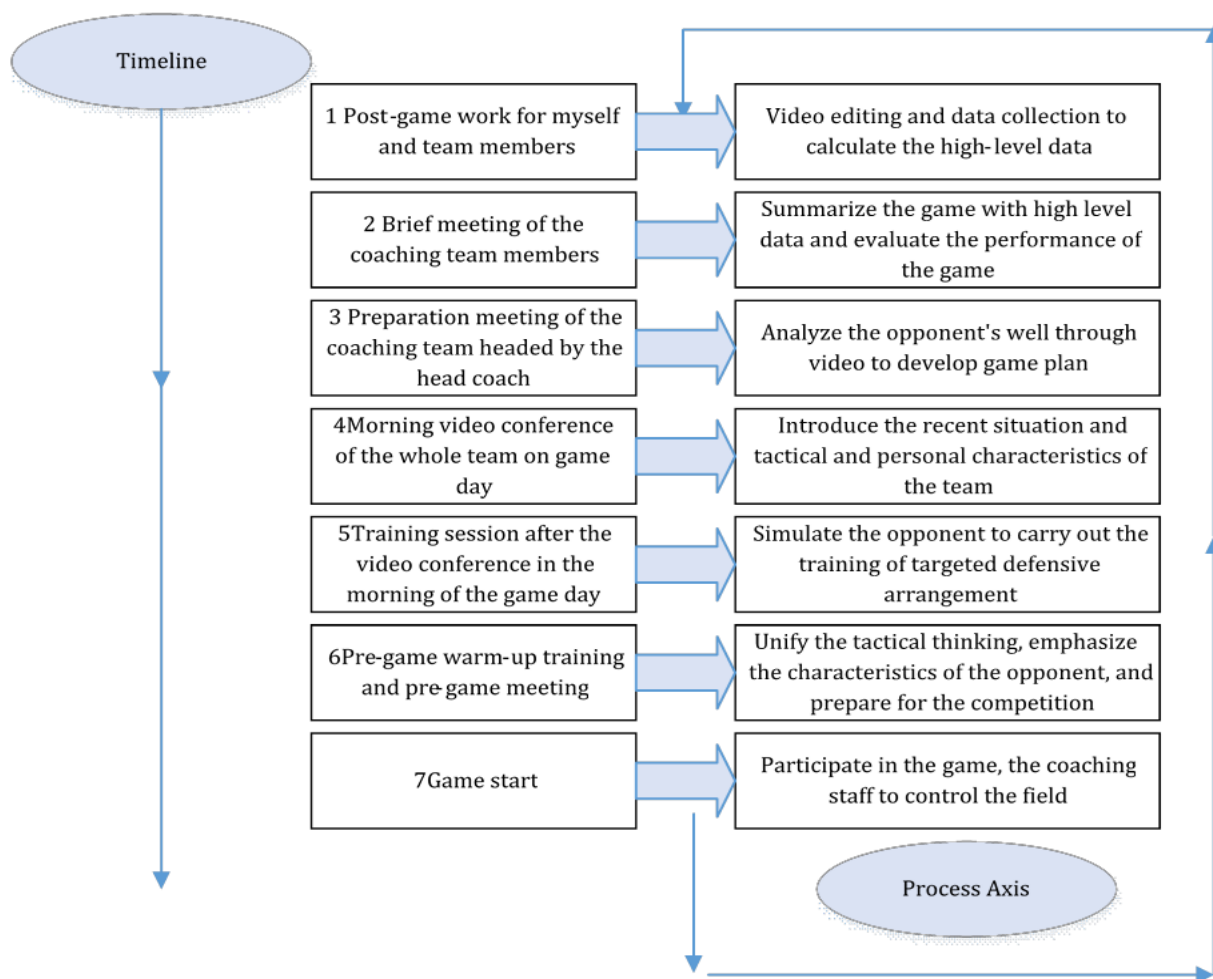 Timeline
1 Post-game work for myself
and team members
Video editing and data collection to
calculate the high-level data
2 Brief meeting of the
coaching team members
Summarize the game with high level
data and evaluate the performance of
the game
3 Preparation meeting of the
coaching team headed by the
head coach
Analyze the opponent's well through
video to develop game plan
4Morning video conference
of the whole team on game
day
Introduce the recent situation and
tactical and personal characteristics of
the team
5Training session after the
video conference in the
morning of the game day
Simulate the opponent to carry out the
training of targeted defensive
arrangement
6Pre-game warm-up training
and pre-game meeting
Unify the tactical thinking, emphasize
the characteristics of the opponent, and
prepare for the competition
7Game start
Participate in the game, the coaching
staff to control the field
Process Axis